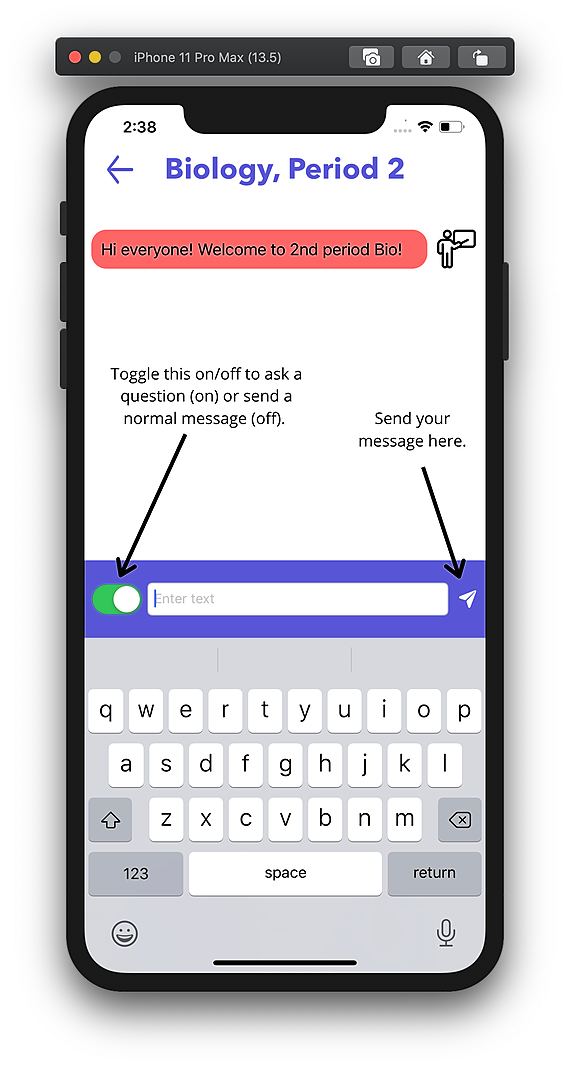 iPhone 11 Pro Max (13.5)
2:38
Biology, Period 2
Hi everyone! Welcome to 2nd period Bio!
Toggle this on/off to ask a
question (on) or send a
normal message (off).
Send your
message here.
Enter text
q w e r t y u i o p
a s d f g h j k l
z x c v b n m
123 space return